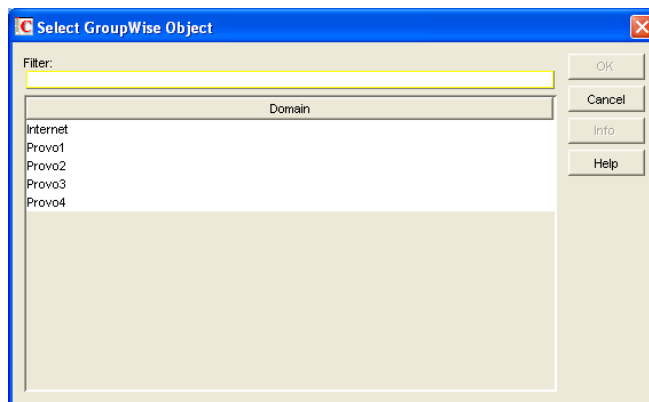 Select GroupWise Object
Filter:
OK
Domain
Cancel
Internet
Info
Provo1
Provo2
Help
Provo3
Provo4